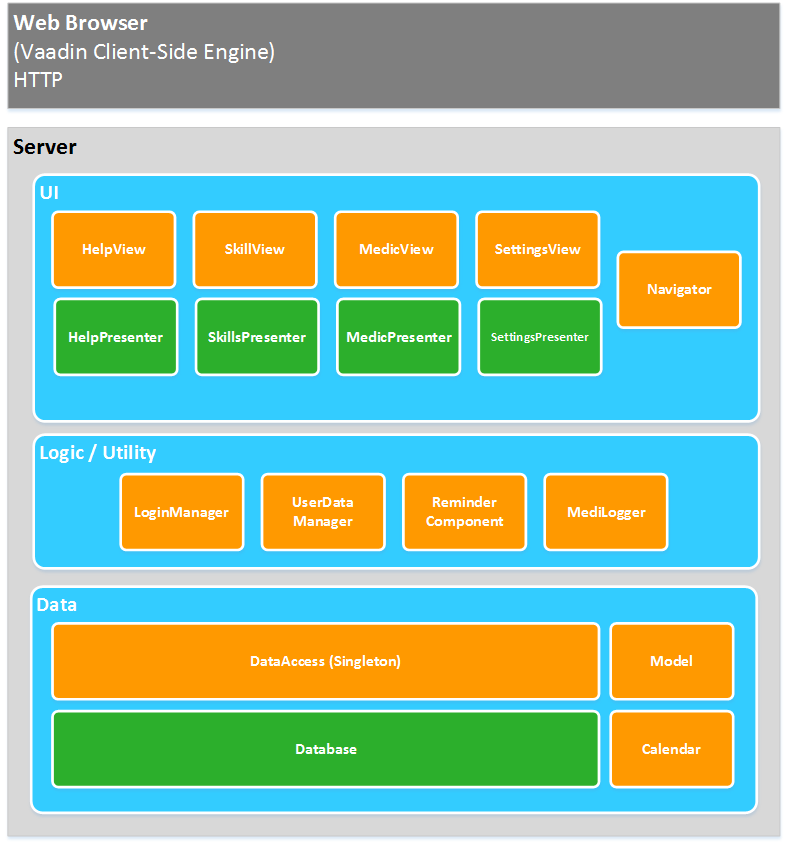 Web Browser
(Vaadin Client-Side Engine)
HTTP
Server
UI
HelpView
SkillView
MedicView
SettingsView
Navigator
HelpPresenter
SkillsPresenter
MedicPresenter
SettingsPresenter
Logic / Utility
LoginManager
UserData
Manager
Reminder
Component
MediLogger
Data
DataAccess (Singleton)
Model
Database
Calendar